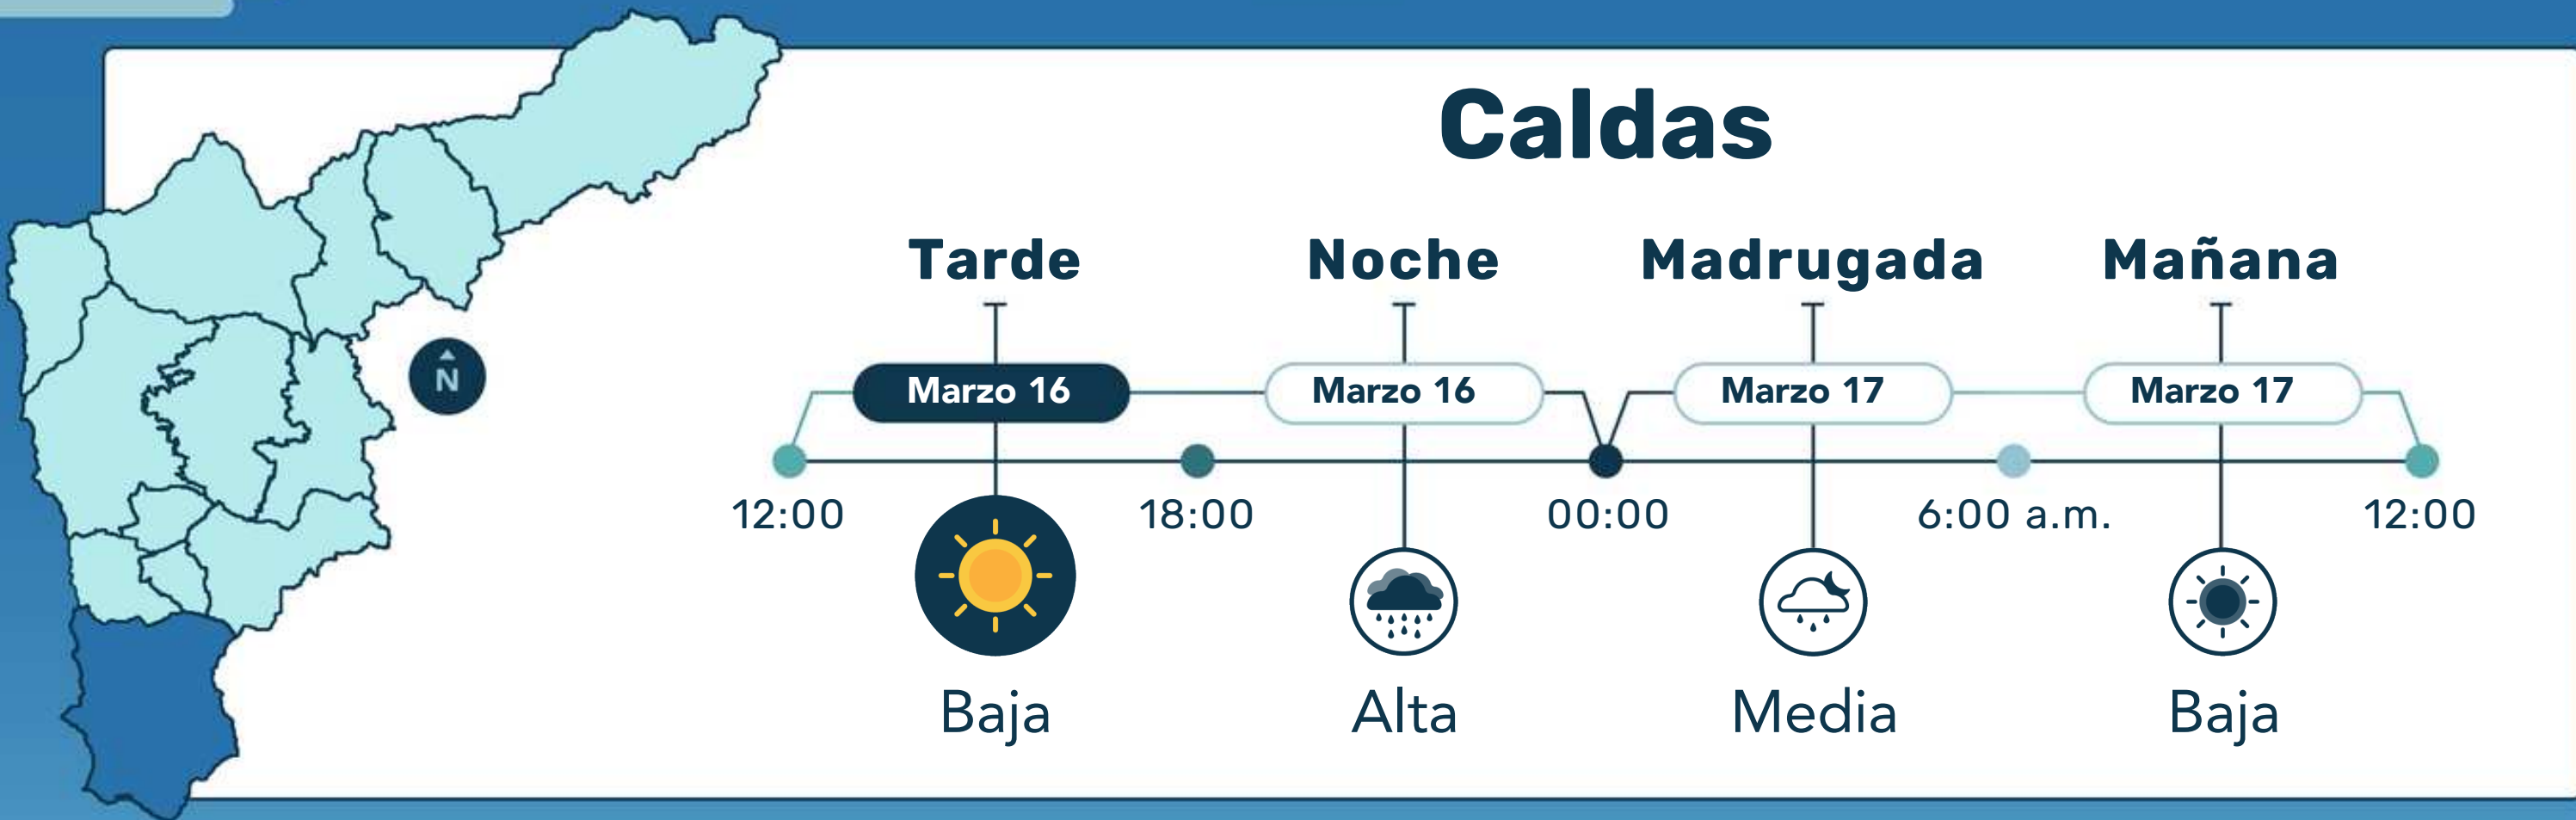 Caldas
Tarde Noche Madrugada Mañana
Marzo 16 Marzo 16 Marzo 17 Marzo 17
N
12:00 18:00 00:00 6:00 a.m. 12:00
Baja Alta Media Baja